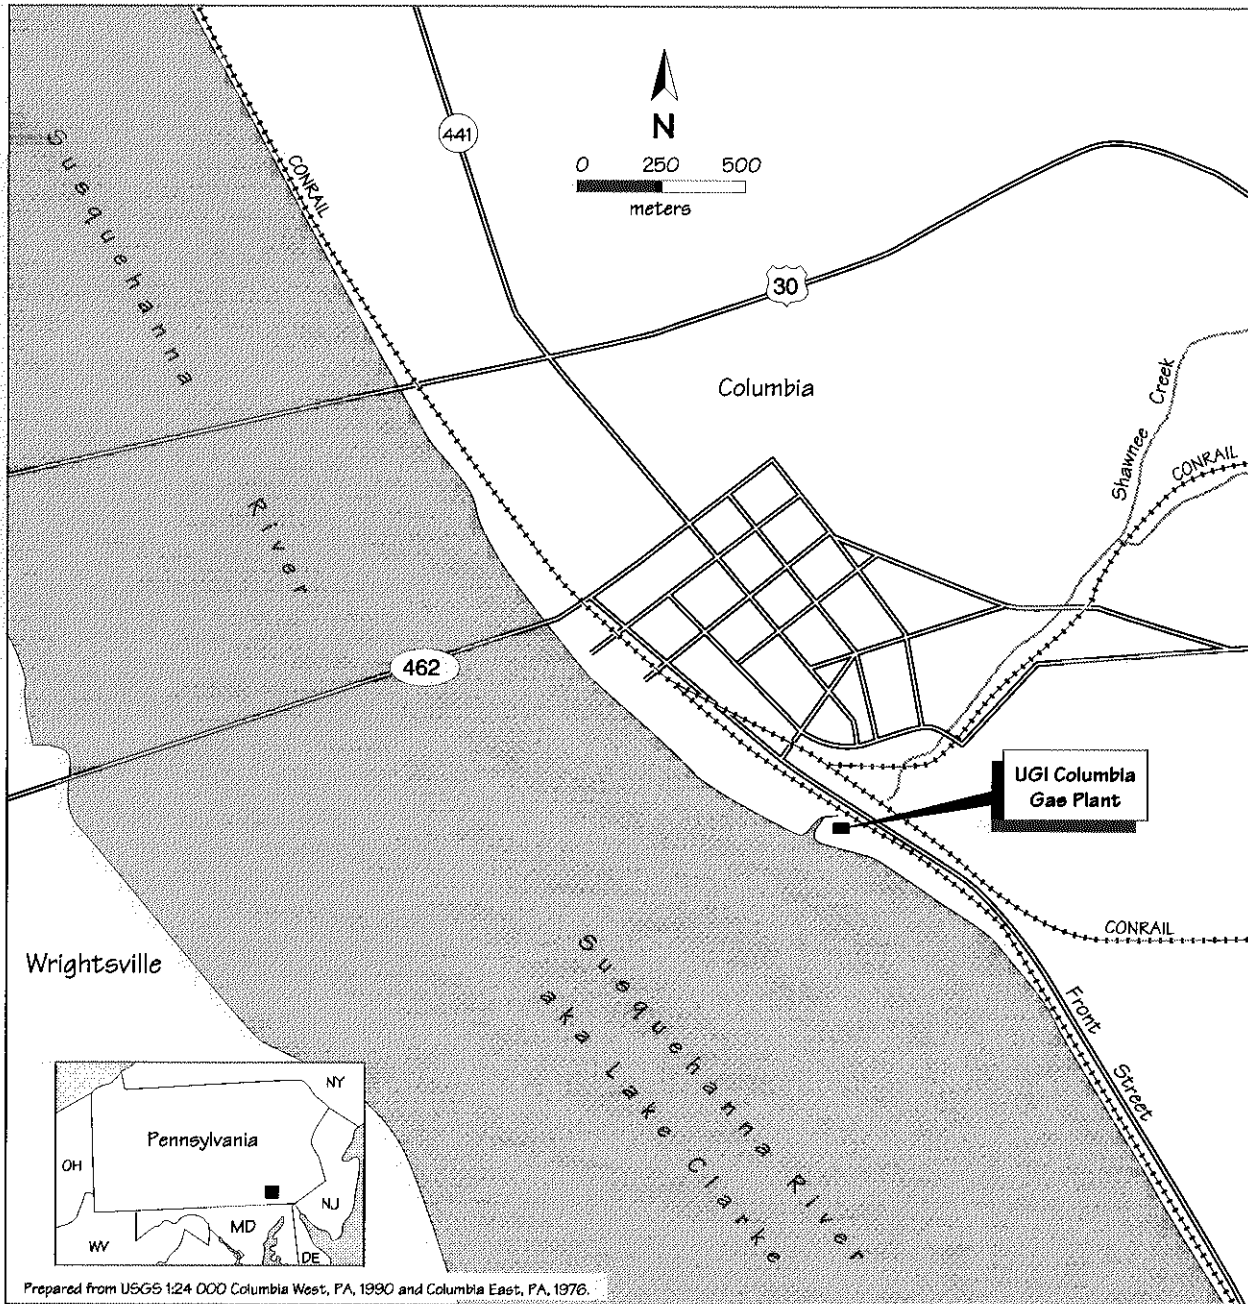 441
N
0 250 500
meters
CONRAIL
Susquehanna
30
Columbia
Shawnee Creek
CONRAIL
River
462
UGI Columbia
Gas Plant
CONRAIL
Wrightsville
Susquehanna River
aka Lake Clarke
Front Street
NY
Pennsylvania
OH
NJ
MD
WV
DE
Prepared from USGS 1:24 000 Columbia West, PA, 1990 and Columbia East, PA, 1976.